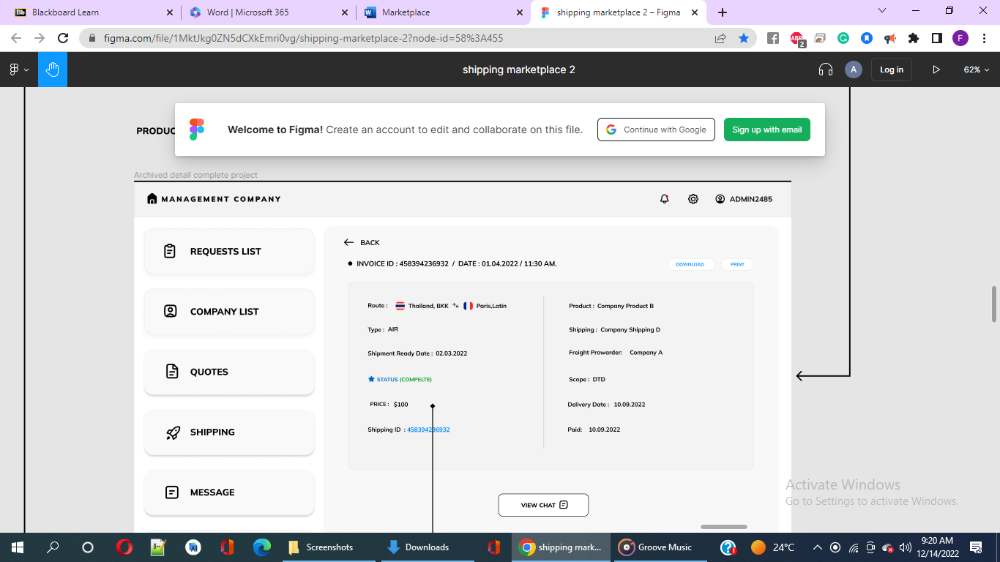 Blackboard Learn
Word | Microsoft 365
Marketplace
shipping marketplace 2 – Figma
figma.com/file/1MktJkg0ZN5dCXkEmri0vg/shipping-marketplace-2?node-id=58%3A455
ABP
2
F
shipping marketplace 2
A
Log in
62%
PRODUC
Welcome to Figma! Create an account to edit and collaborate on this file.
Continue with Google
Sign up with email
Archived detail complete project
MANAGEMENT COMPANY
ADMIN2485
REQUESTS LIST
COMPANY LIST
QUOTES
SHIPPING
MESSAGE
BACK
INVOICE ID : 458394236932 / DATE : 01.04.2022 / 11:30 AM.
DOWNLOAD
PRINT
Route : Thailand, BKK Paris,Latin
Type : AIR
Shipment Ready Date : 02.03.2022
STATUS (COMPELTE)
PRICE : $100
Shipping ID : 458394236932
Product : Company Product B
Shipping : Company Shipping D
Freight Prowarder: Company A
Scope : DTD
Delivery Date : 10.09.2022
Paid: 10.09.2022
VIEW CHAT
Activate Windows
Go to Settings to activate Windows.
Screenshots
Downloads
shipping mark...
Groove Music
24°C
9:20 AM
12/14/2022